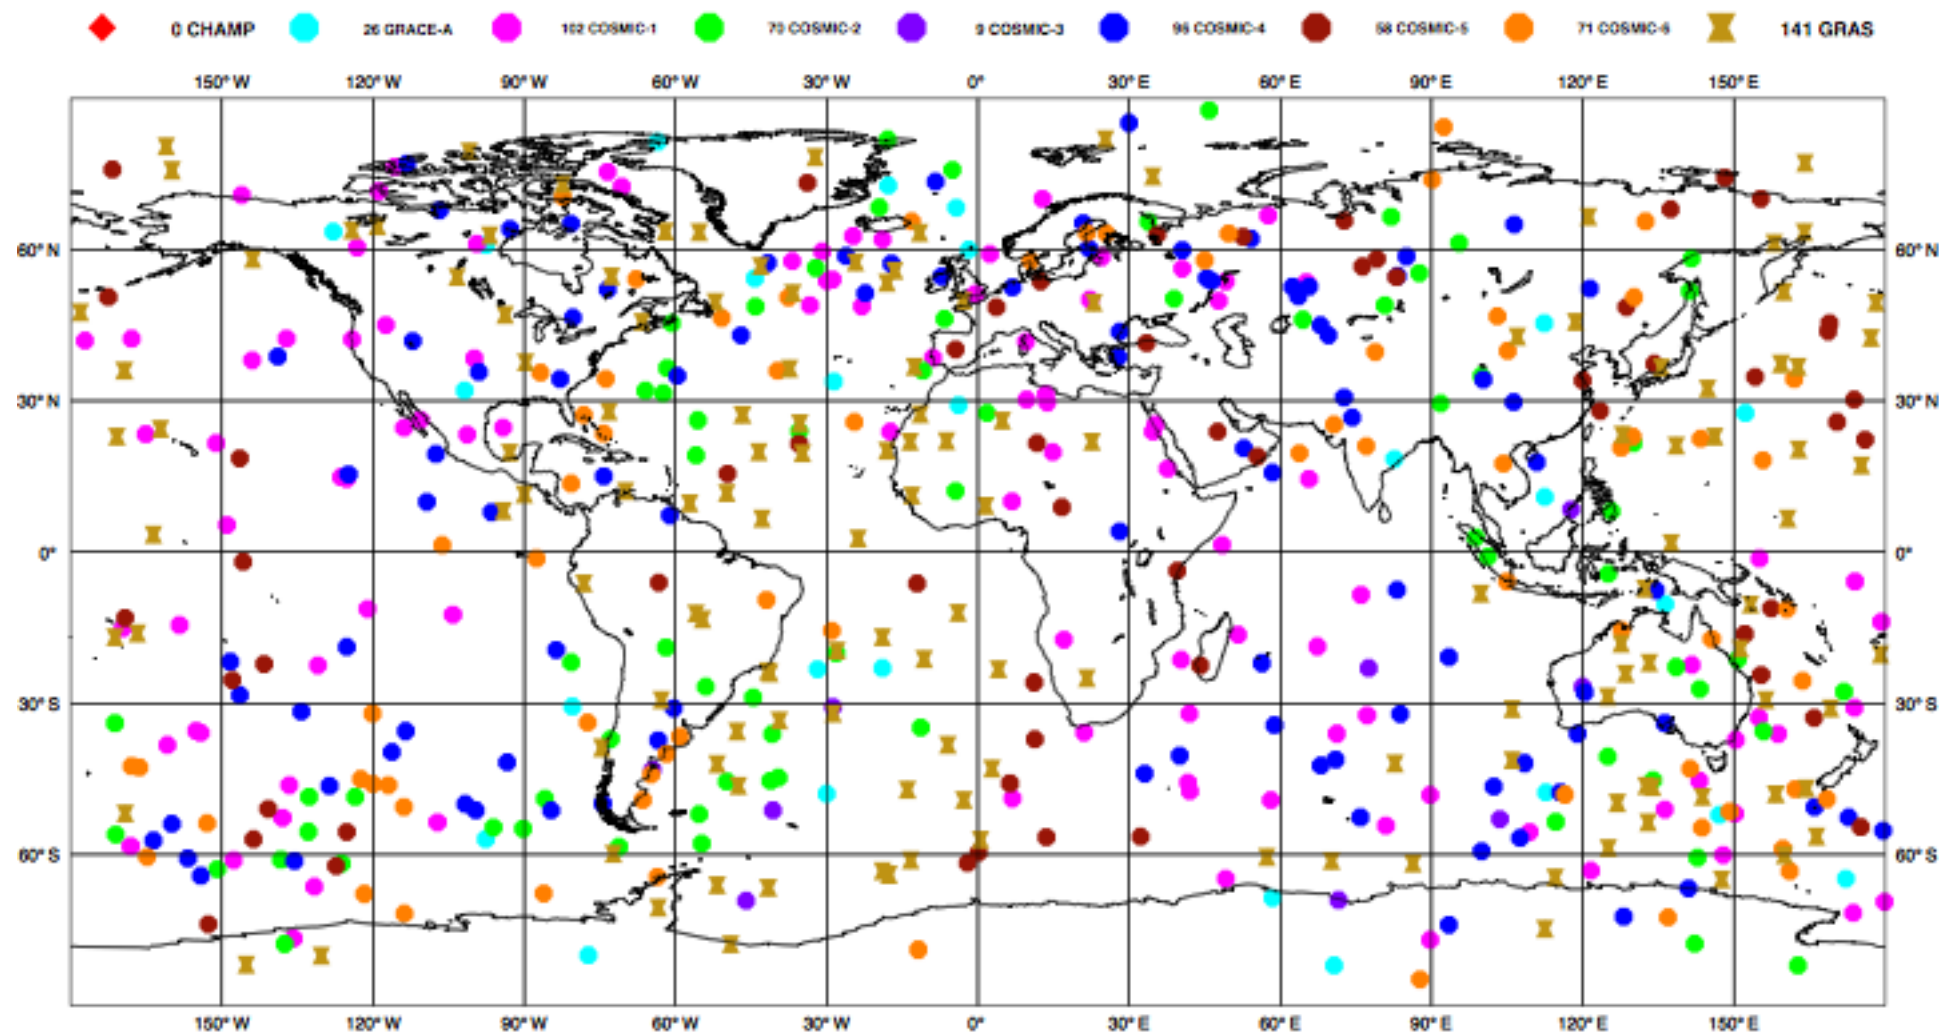 0 CHAMP 26 GRACE-A 102 COSMIC-1 70 COSMIC-2 9 COSMIC-3 96 COSMIC-4 58 COSMIC-5 71 COSMIC-6 141 GRAS
150°W 120°W 90°W 60°W 30°W 0° 30°E 60°E 90°E 120°E 150°E
60°N 60°N
30°N 30°N
0° 0°
30°S 30°S
60°S 60°S
150°W 120°W 90°W 60°W 30°W 0° 30°E 60°E 90°E 120°E 150°E